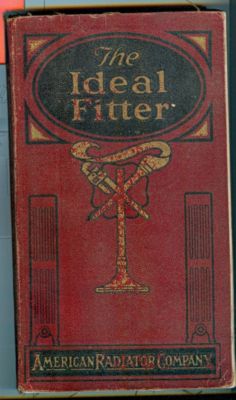 The
Ideal
Fitter
AMERICAN RADIATOR COMPANY